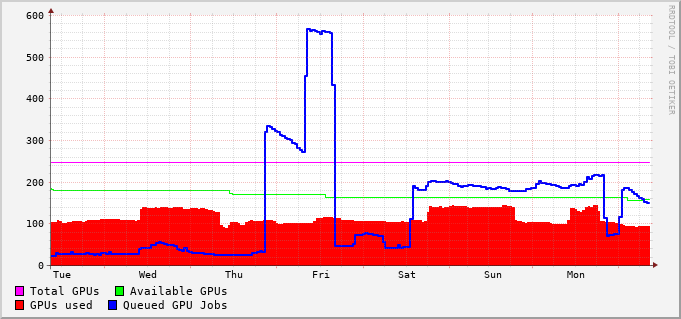 RRDTOOL / TOBI OETIKER
600
500
400
300
200
100
0
Tue Wed Thu Fri Sat Sun Mon
Total GPUs Available GPUs
GPUs used Queued GPU Jobs